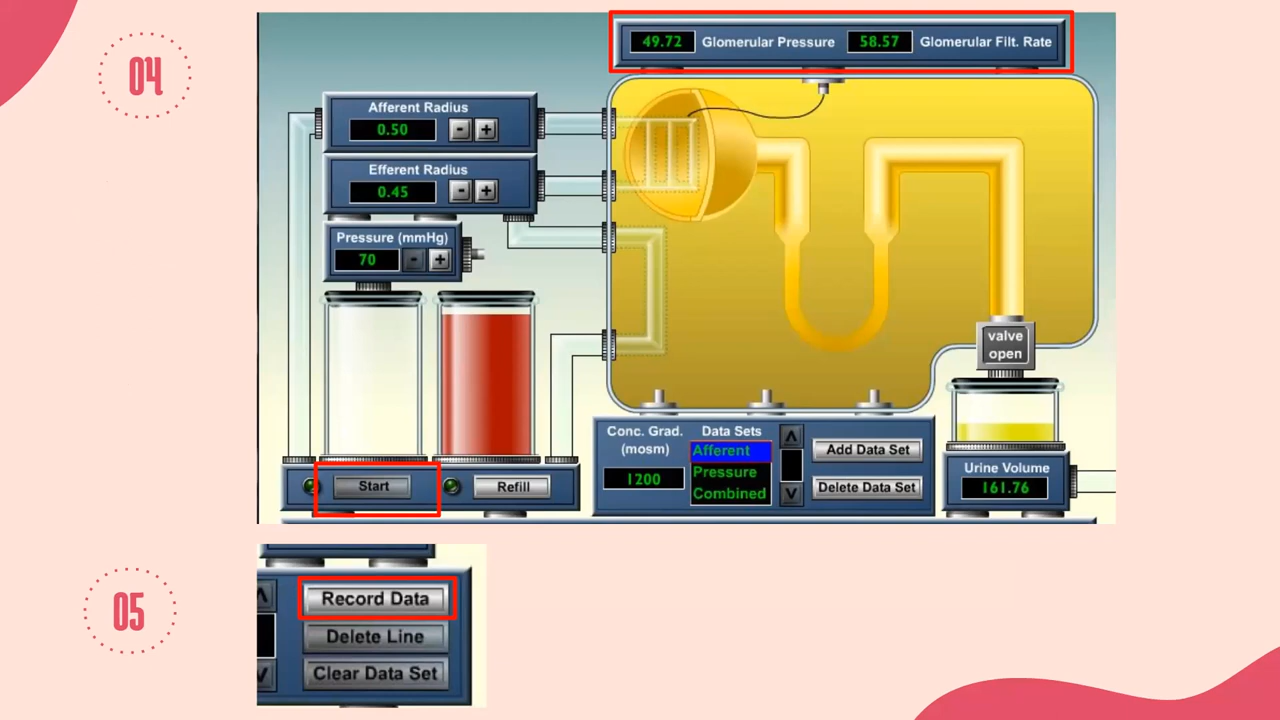 04
49.72 Glomerular Pressure 58.57 Glomerular Filt. Rate
Afferent Radius
0.50 - +
Efferent Radius
0.45 - +
Pressure (mmHg)
70 - +
valve
open
Conc. Grad.
(mosm)
1200
Data Sets
Afferent
Pressure
Combined
Add Data Set
Delete Data Set
Urine Volume
161.76
Start
Refill
05
Record Data
Delete Line
Clear Data Set